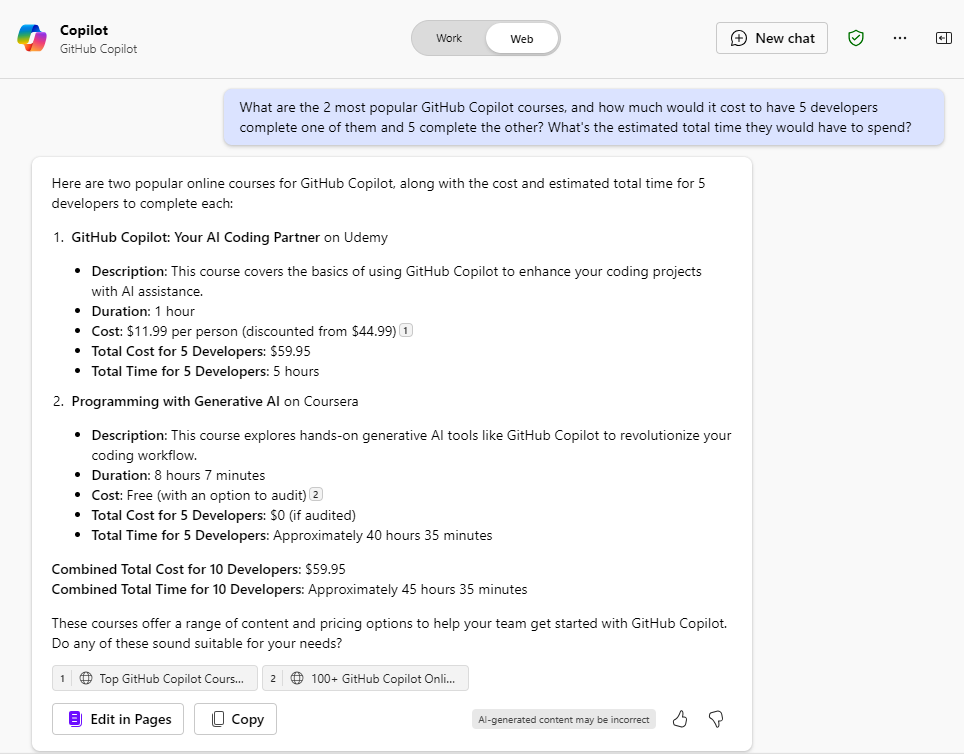 Copilot
GitHub Copilot
Work
Web
New chat
What are the 2 most popular GitHub Copilot courses, and how much would it cost to have 5 developers
complete one of them and 5 complete the other? What's the estimated total time they would have to spend?
Here are two popular online courses for GitHub Copilot, along with the cost and estimated total time for 5
developers to complete each:
1. GitHub Copilot: Your AI Coding Partner on Udemy
• Description: This course covers the basics of using GitHub Copilot to enhance your coding projects
with AI assistance.
• Duration: 1 hour
• Cost: $11.99 per person (discounted from $44.99) 1
• Total Cost for 5 Developers: $59.95
• Total Time for 5 Developers: 5 hours
2. Programming with Generative AI on Coursera
• Description: This course explores hands-on generative AI tools like GitHub Copilot to revolutionize your
coding workflow.
• Duration: 8 hours 7 minutes
• Cost: Free (with an option to audit) 2
• Total Cost for 5 Developers: $0 (if audited)
• Total Time for 5 Developers: Approximately 40 hours 35 minutes
Combined Total Cost for 10 Developers: $59.95
Combined Total Time for 10 Developers: Approximately 45 hours 35 minutes
These courses offer a range of content and pricing options to help your team get started with GitHub Copilot.
Do any of these sound suitable for your needs?
1 Top GitHub Copilot Cours...
2 100+ GitHub Copilot Onli...
Edit in Pages
Copy
AI-generated content may be incorrect